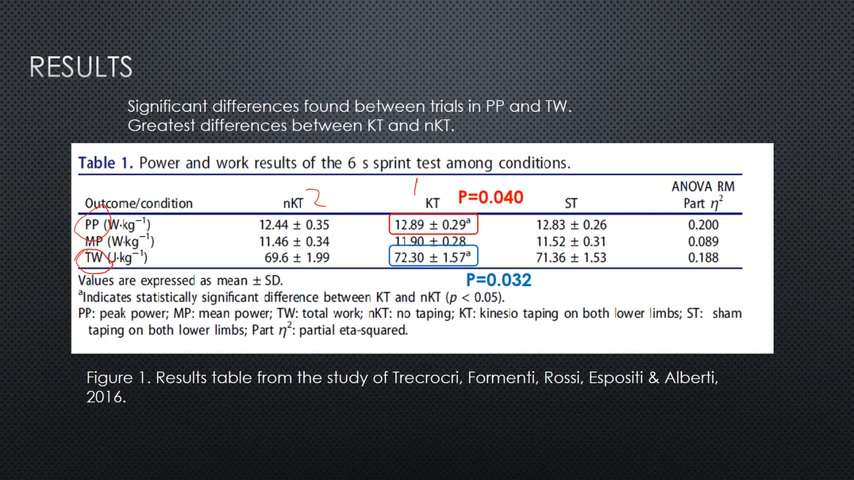 RESULTS
Significant differences found between trials in PP and TW.
Greatest differences between KT and nKT.
Table 1. Power and work results of the 6 s sprint test among conditions.
Outcome/condition nKT 2 KT 1 P=0.040 ST ANOVA RM Part η²
PP (W·kg⁻¹) 12.44 ± 0.35 12.89 ± 0.29ᵃ 12.83 ± 0.26 0.200
MP (W·kg⁻¹) 11.46 ± 0.34 11.90 ± 0.28 11.52 ± 0.31 0.089
TW (J·kg⁻¹) 69.6 ± 1.99 72.30 ± 1.57ᵃ 71.36 ± 1.53 0.188
Values are expressed as mean ± SD. P=0.032
ᵃIndicates statistically significant difference between KT and nKT (p < 0.05).
PP: peak power; MP: mean power; TW: total work; nKT: no taping; KT: kinesio taping on both lower limbs; ST: sham
taping on both lower limbs; Part η²: partial eta-squared.
Figure 1. Results table from the study of Trecrocri, Formenti, Rossi, Espositi & Alberti,
2016.